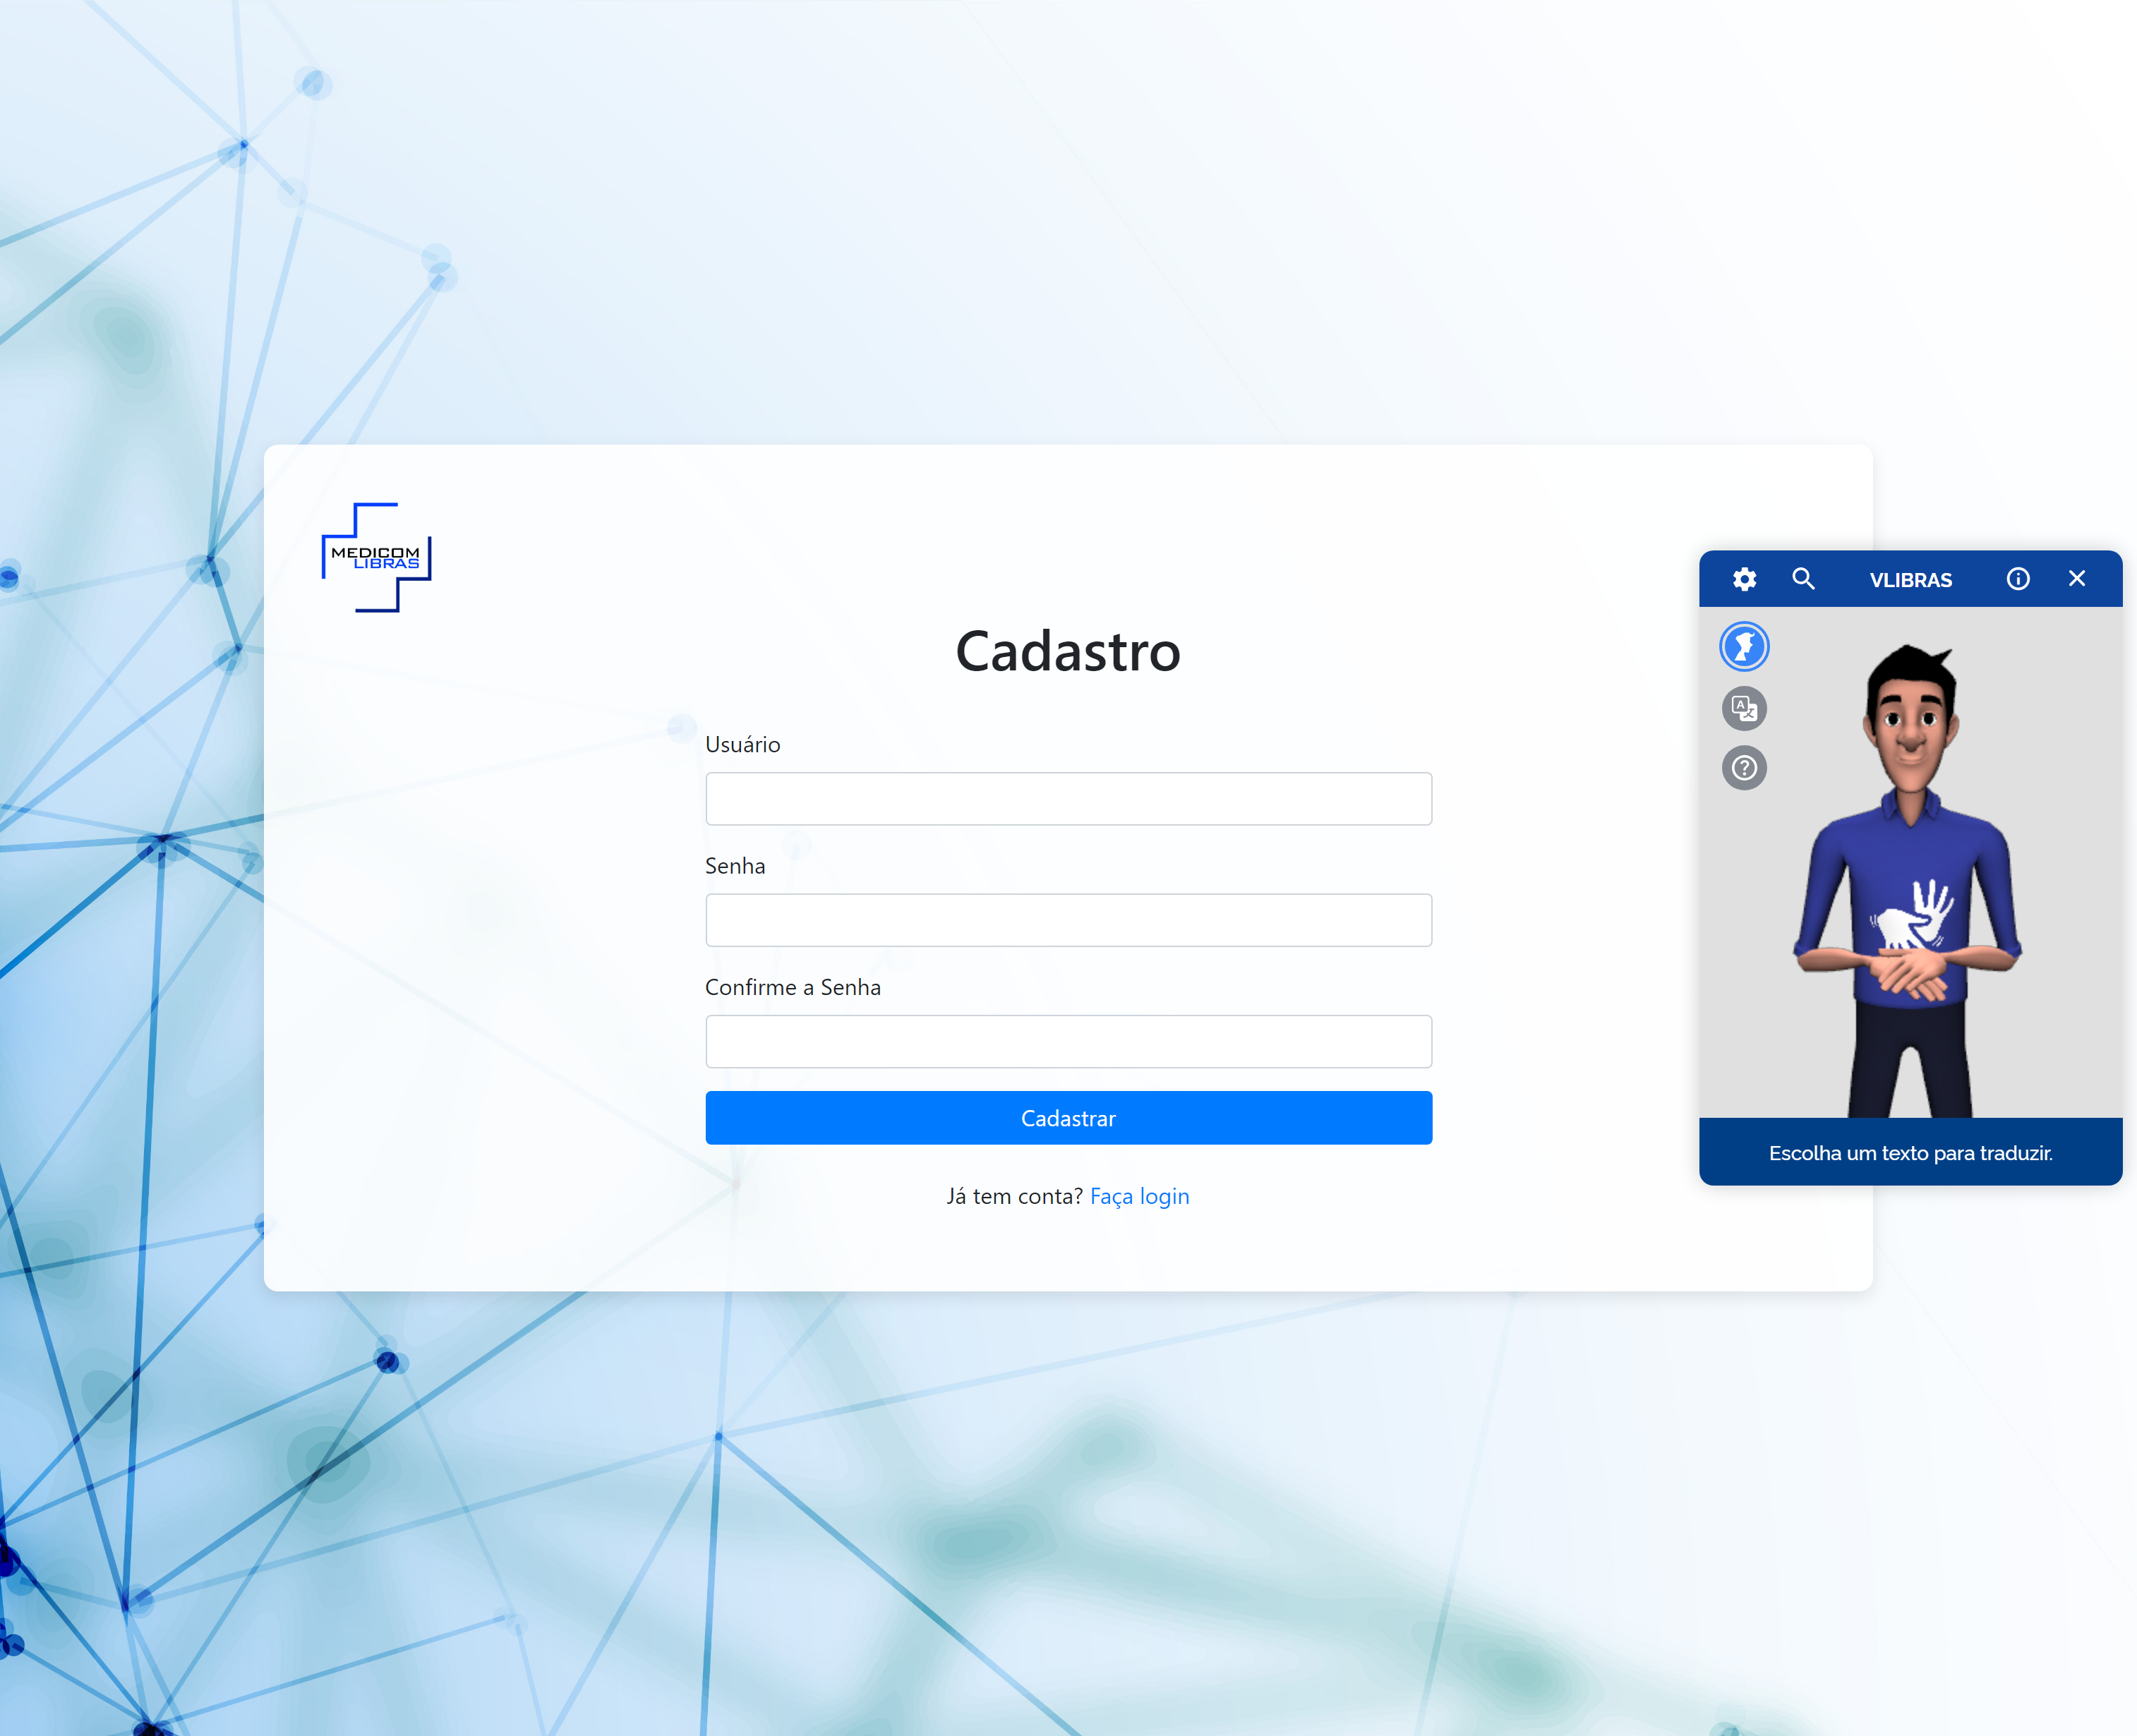 MEDICOM
LIBRAS
Cadastro
Usuário
Senha
Confirme a Senha
Cadastrar
Já tem conta? Faça login
VLIBRAS
Escolha um texto para traduzir.